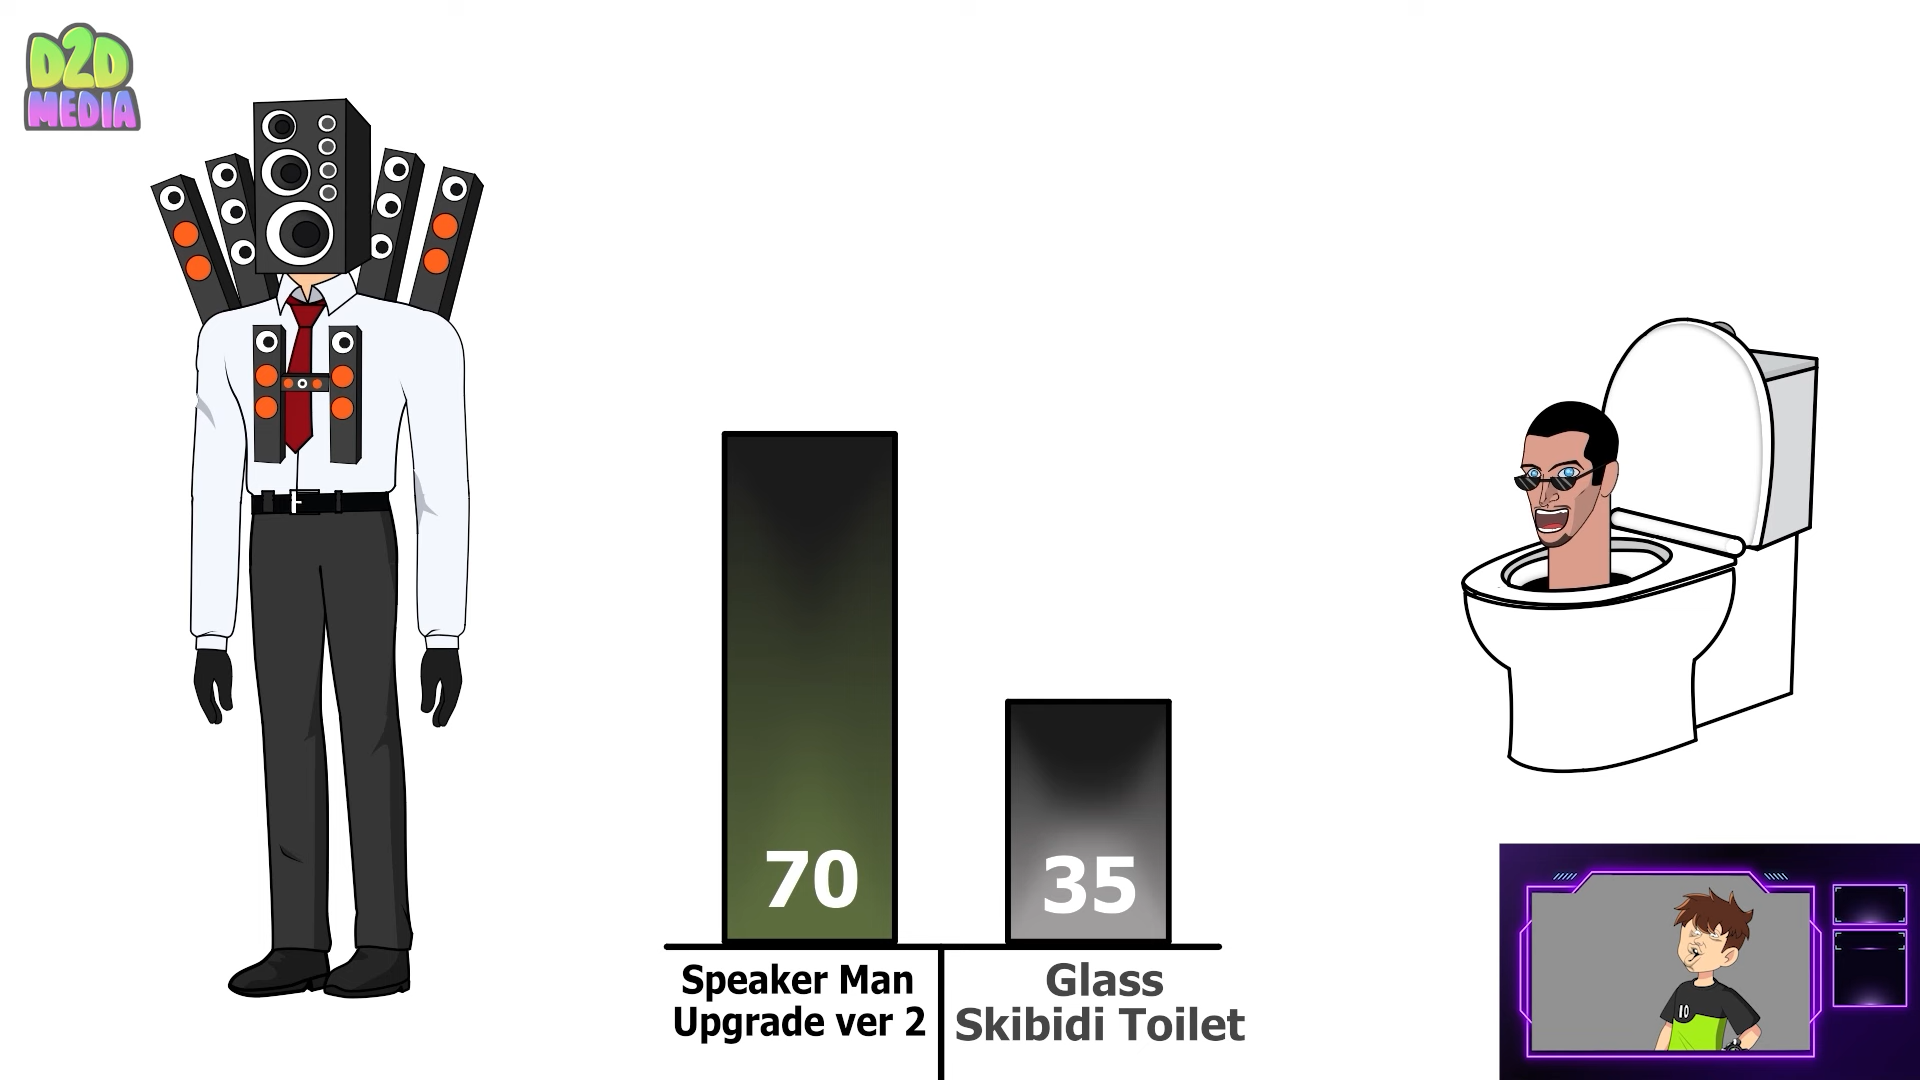 D2D
MEDIA
70
35
Speaker Man
Upgrade ver 2
Glass
Skibidi Toilet
10